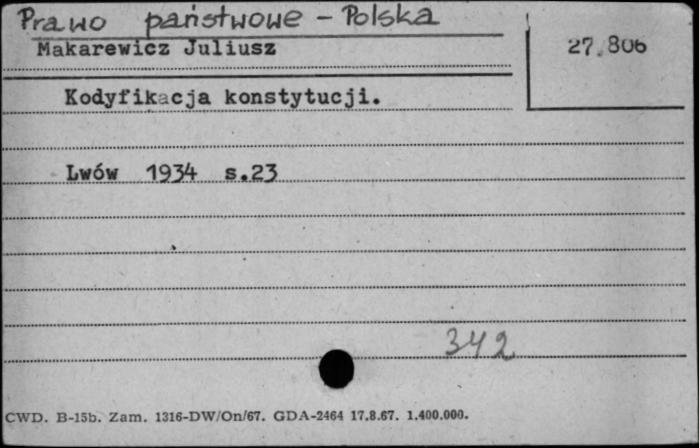 Prawo państwowe - Polska
Makarewicz Juliusz
27.806
Kodyfikacja konstytucji.
Lwów 1934 s.23
342
CWD. B-15b. Zam. 1316-DW/On/67. GDA-2464 17.8.67. 1.400.000.